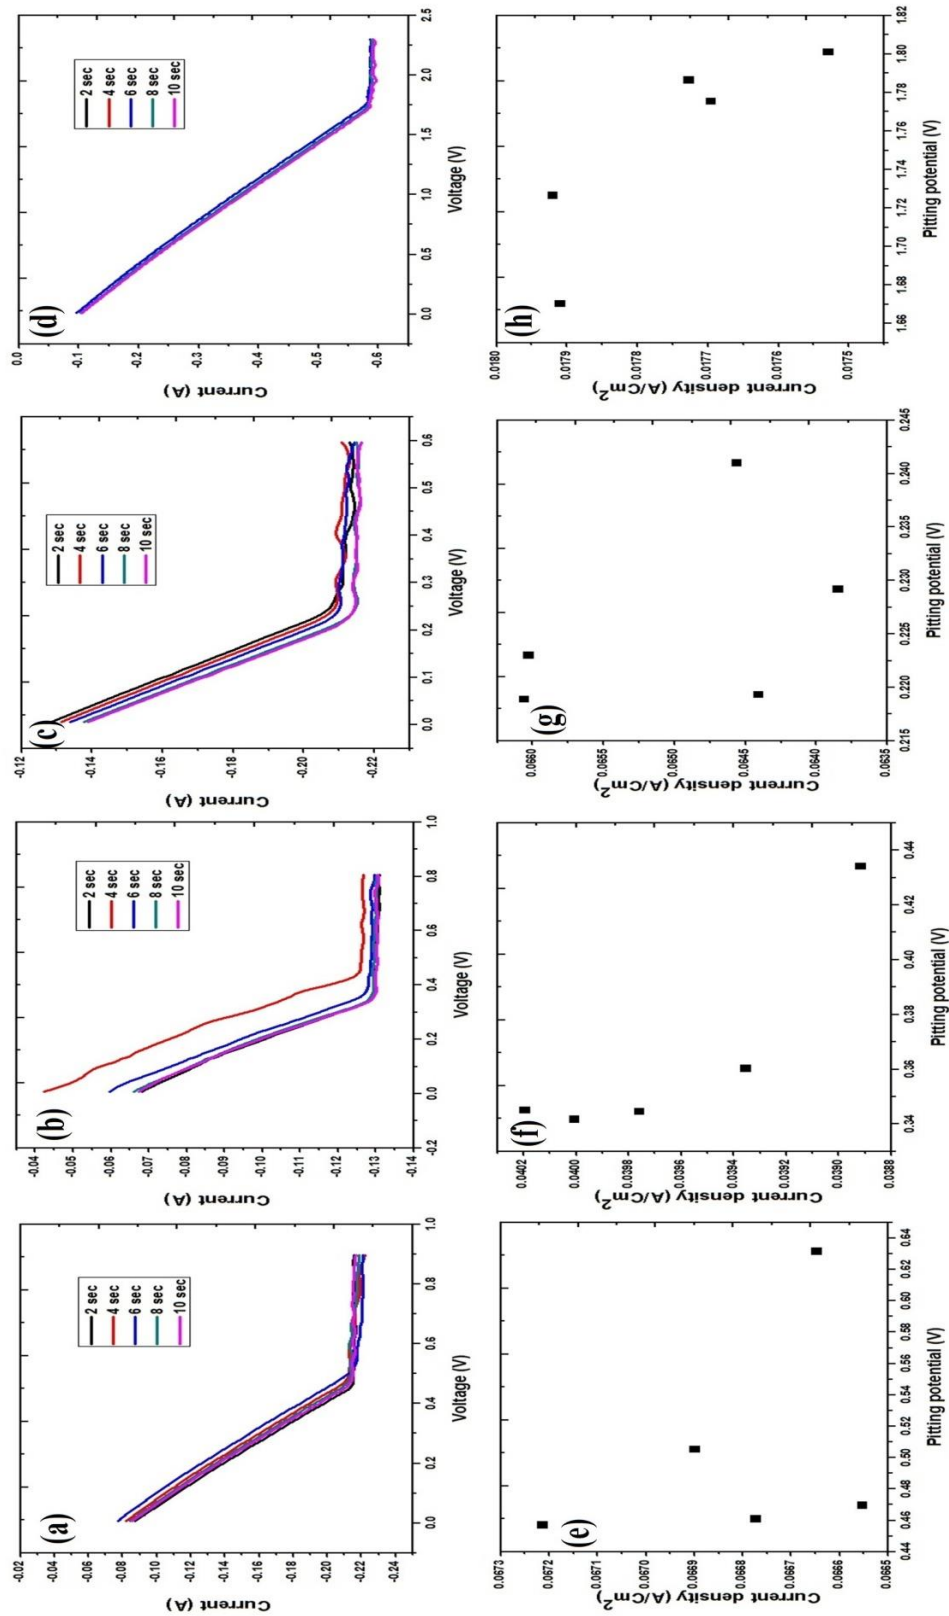 (a)
2 sec
4 sec
6 sec
8 sec
10 sec
Current (A)
-0.02
-0.04
-0.06
-0.08
-0.10
-0.12
-0.14
-0.16
-0.18
-0.20
-0.22
-0.24
0.0 0.2 0.4 0.6 0.8 1.0
Voltage (V)
(b)
2 sec
4 sec
6 sec
8 sec
10 sec
Current (A)
-0.04
-0.05
-0.06
-0.07
-0.08
-0.09
-0.10
-0.11
-0.12
-0.13
-0.14
-0.2 0.0 0.2 0.4 0.6 0.8 1.0
Voltage (V)
(c)
2 sec
4 sec
6 sec
8 sec
10 sec
Current (A)
-0.12
-0.14
-0.16
-0.18
-0.20
-0.22
0.0 0.1 0.2 0.3 0.4 0.5 0.6
Voltage (V)
(d)
2 sec
4 sec
6 sec
8 sec
10 sec
Current (A)
0.0
-0.1
-0.2
-0.3
-0.4
-0.5
-0.6
0.0 0.5 1.0 1.5 2.0 2.5
Voltage (V)
(e)
Current density (A/Cm²)
0.0673
0.0672
0.0671
0.0670
0.0669
0.0668
0.0667
0.0666
0.0665
0.44 0.46 0.48 0.50 0.52 0.54 0.56 0.58 0.60 0.62 0.64
Pitting potential (V)
(f)
Current density (A/Cm²)
0.0402
0.0400
0.0398
0.0396
0.0394
0.0392
0.0390
0.0388
0.34 0.36 0.38 0.40 0.42 0.44
Pitting potential (V)
(g)
Current density (A/Cm²)
0.0660
0.0655
0.0650
0.0645
0.0640
0.0635
0.215 0.220 0.225 0.230 0.235 0.240 0.245
Pitting potential (V)
(h)
Current density (A/Cm²)
0.0180
0.0179
0.0178
0.0177
0.0176
0.0175
1.66 1.68 1.70 1.72 1.74 1.76 1.78 1.80 1.82
Pitting potential (V)